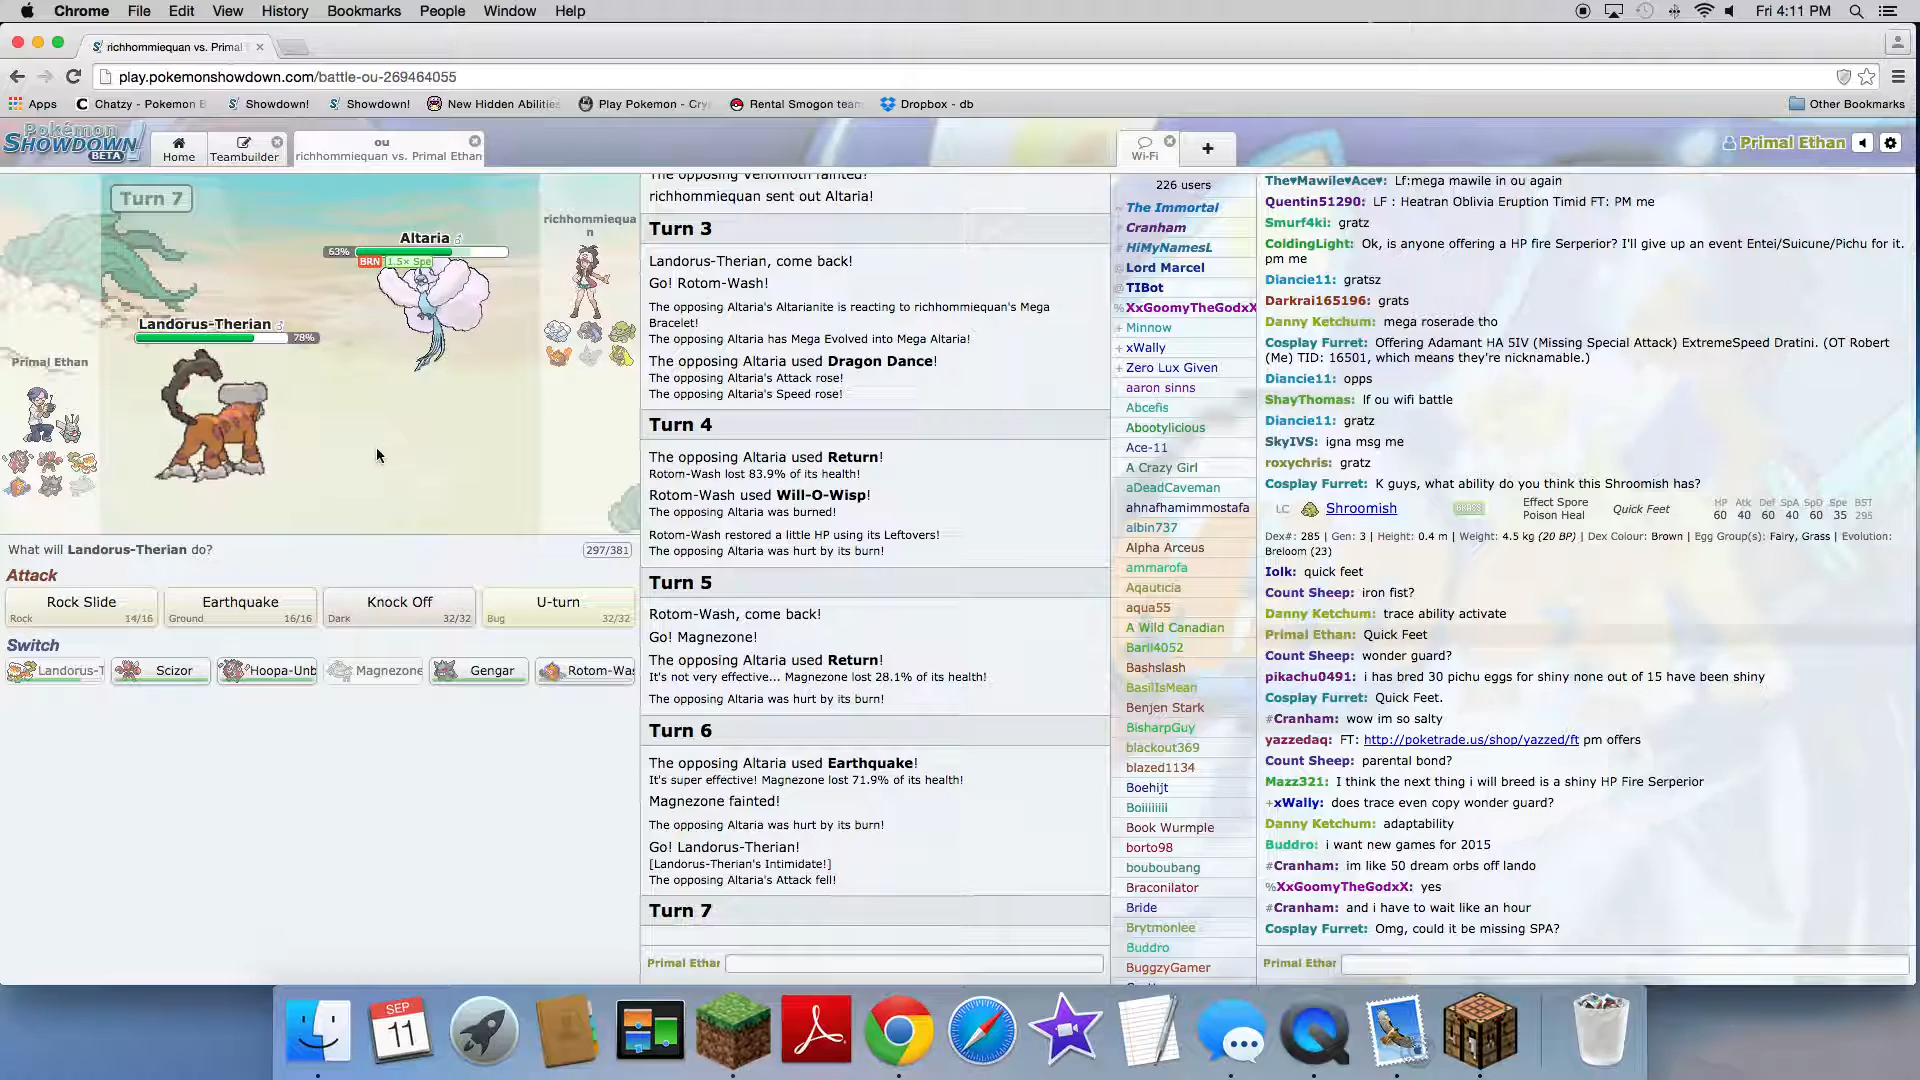 Chrome File Edit View History Bookmarks People Window Help Fri 4:11 PM
richhommiequan vs. Primal
play.pokemonshowdown.com/battle-ou-269464055
Apps Chatzy - Pokemon Showdown! Showdown! New Hidden Abilities Play Pokemon - Cry Rental Smogon team Dropbox - db Other Bookmarks
Pokémon
SHOWDOWN!
BETA
Home
Teambuilder
ou
richhommiequan vs. Primal Ethan
Wi-Fi
+
Primal Ethan
Turn 7
richhommiequa
n
Altaria
63%
BRN 1.5× Spe
Landorus-Therian
78%
Primal Ethan
What will Landorus-Therian do? 297/381
Attack
Rock Slide
Rock 14/16
Earthquake
Ground 16/16
Knock Off
Dark 32/32
U-turn
Bug 32/32
Switch
Landorus-T Scizor Hoopa-Unb Magnezone Gengar Rotom-Was
The opposing Venomoth fainted!
richhommiequan sent out Altaria!
Turn 3
Landorus-Therian, come back!
Go! Rotom-Wash!
The opposing Altaria's Altarianite is reacting to richhommiequan's Mega
Bracelet!
The opposing Altaria has Mega Evolved into Mega Altaria!
The opposing Altaria used Dragon Dance!
The opposing Altaria's Attack rose!
The opposing Altaria's Speed rose!
Turn 4
The opposing Altaria used Return!
Rotom-Wash lost 83.9% of its health!
Rotom-Wash used Will-O-Wisp!
The opposing Altaria was burned!
Rotom-Wash restored a little HP using its Leftovers!
The opposing Altaria was hurt by its burn!
Turn 5
Rotom-Wash, come back!
Go! Magnezone!
The opposing Altaria used Return!
It's not very effective... Magnezone lost 28.1% of its health!
The opposing Altaria was hurt by its burn!
Turn 6
The opposing Altaria used Earthquake!
It's super effective! Magnezone lost 71.9% of its health!
Magnezone fainted!
The opposing Altaria was hurt by its burn!
Go! Landorus-Therian!
[Landorus-Therian's Intimidate!]
The opposing Altaria's Attack fell!
Turn 7
Primal Ethan
226 users
The Immortal
Cranham
HiMyNamesL
@Lord Marcel
TIBot
%XxGoomyTheGodxX
+Minnow
+xWally
+Zero Lux Given
aaron sinns
Abcefis
Abootylicious
Ace-11
A Crazy Girl
aDeadCaveman
ahnafhamimmostafa
albin737
Alpha Arceus
ammarofa
Aqauticia
aqua55
A Wild Canadian
Baril4052
Bashslash
BasilIsMean
Benjen Stark
BisharpGuy
blackout369
blazed1134
Boehijt
Boiiiiiii
Book Wurmple
borto98
bouboubang
Braconilator
Bride
Brytmonlee
Buddro
BuggzyGamer
The♥Mawile♥Ace♥: Lf:mega mawile in ou again
Quentin51290: LF : Heatran Oblivia Eruption Timid FT: PM me
Smurf4ki: gratz
ColdingLight: Ok, is anyone offering a HP fire Serperior? I'll give up an event Entei/Suicune/Pichu for it.
pm me
Diancie11: gratsz
Darkrai165196: grats
Danny Ketchum: mega roserade tho
Cosplay Furret: Offering Adamant HA 5IV (Missing Special Attack) ExtremeSpeed Dratini. (OT Robert
(Me) TID: 16501, which means they're nicknamable.)
Diancie11: opps
ShayThomas: lf ou wifi battle
Diancie11: gratz
SkyIVS: igna msg me
roxychris: gratz
Cosplay Furret: K guys, what ability do you think this Shroomish has?
LC Shroomish GRASS Effect Spore Poison Heal Quick Feet HP 60 Atk 40 Def 60 SpA 40 SpD 60 Spe 35 BST 295
Dex#: 285 | Gen: 3 | Height: 0.4 m | Weight: 4.5 kg (20 BP) | Dex Colour: Brown | Egg Group(s): Fairy, Grass | Evolution:
Breloom (23)
Iolk: quick feet
Count Sheep: iron fist?
Danny Ketchum: trace ability activate
Primal Ethan: Quick Feet
Count Sheep: wonder guard?
pikachu0491: i has bred 30 pichu eggs for shiny none out of 15 have been shiny
Cosplay Furret: Quick Feet.
#Cranham: wow im so salty
yazzedaq: FT: http://poketrade.us/shop/yazzed/ft pm offers
Count Sheep: parental bond?
Mazz321: I think the next thing i will breed is a shiny HP Fire Serperior
+xWally: does trace even copy wonder guard?
Danny Ketchum: adaptability
Buddro: i want new games for 2015
#Cranham: im like 50 dream orbs off lando
%XxGoomyTheGodxX: yes
#Cranham: and i have to wait like an hour
Cosplay Furret: Omg, could it be missing SPA?
Primal Ethan
SEP
11